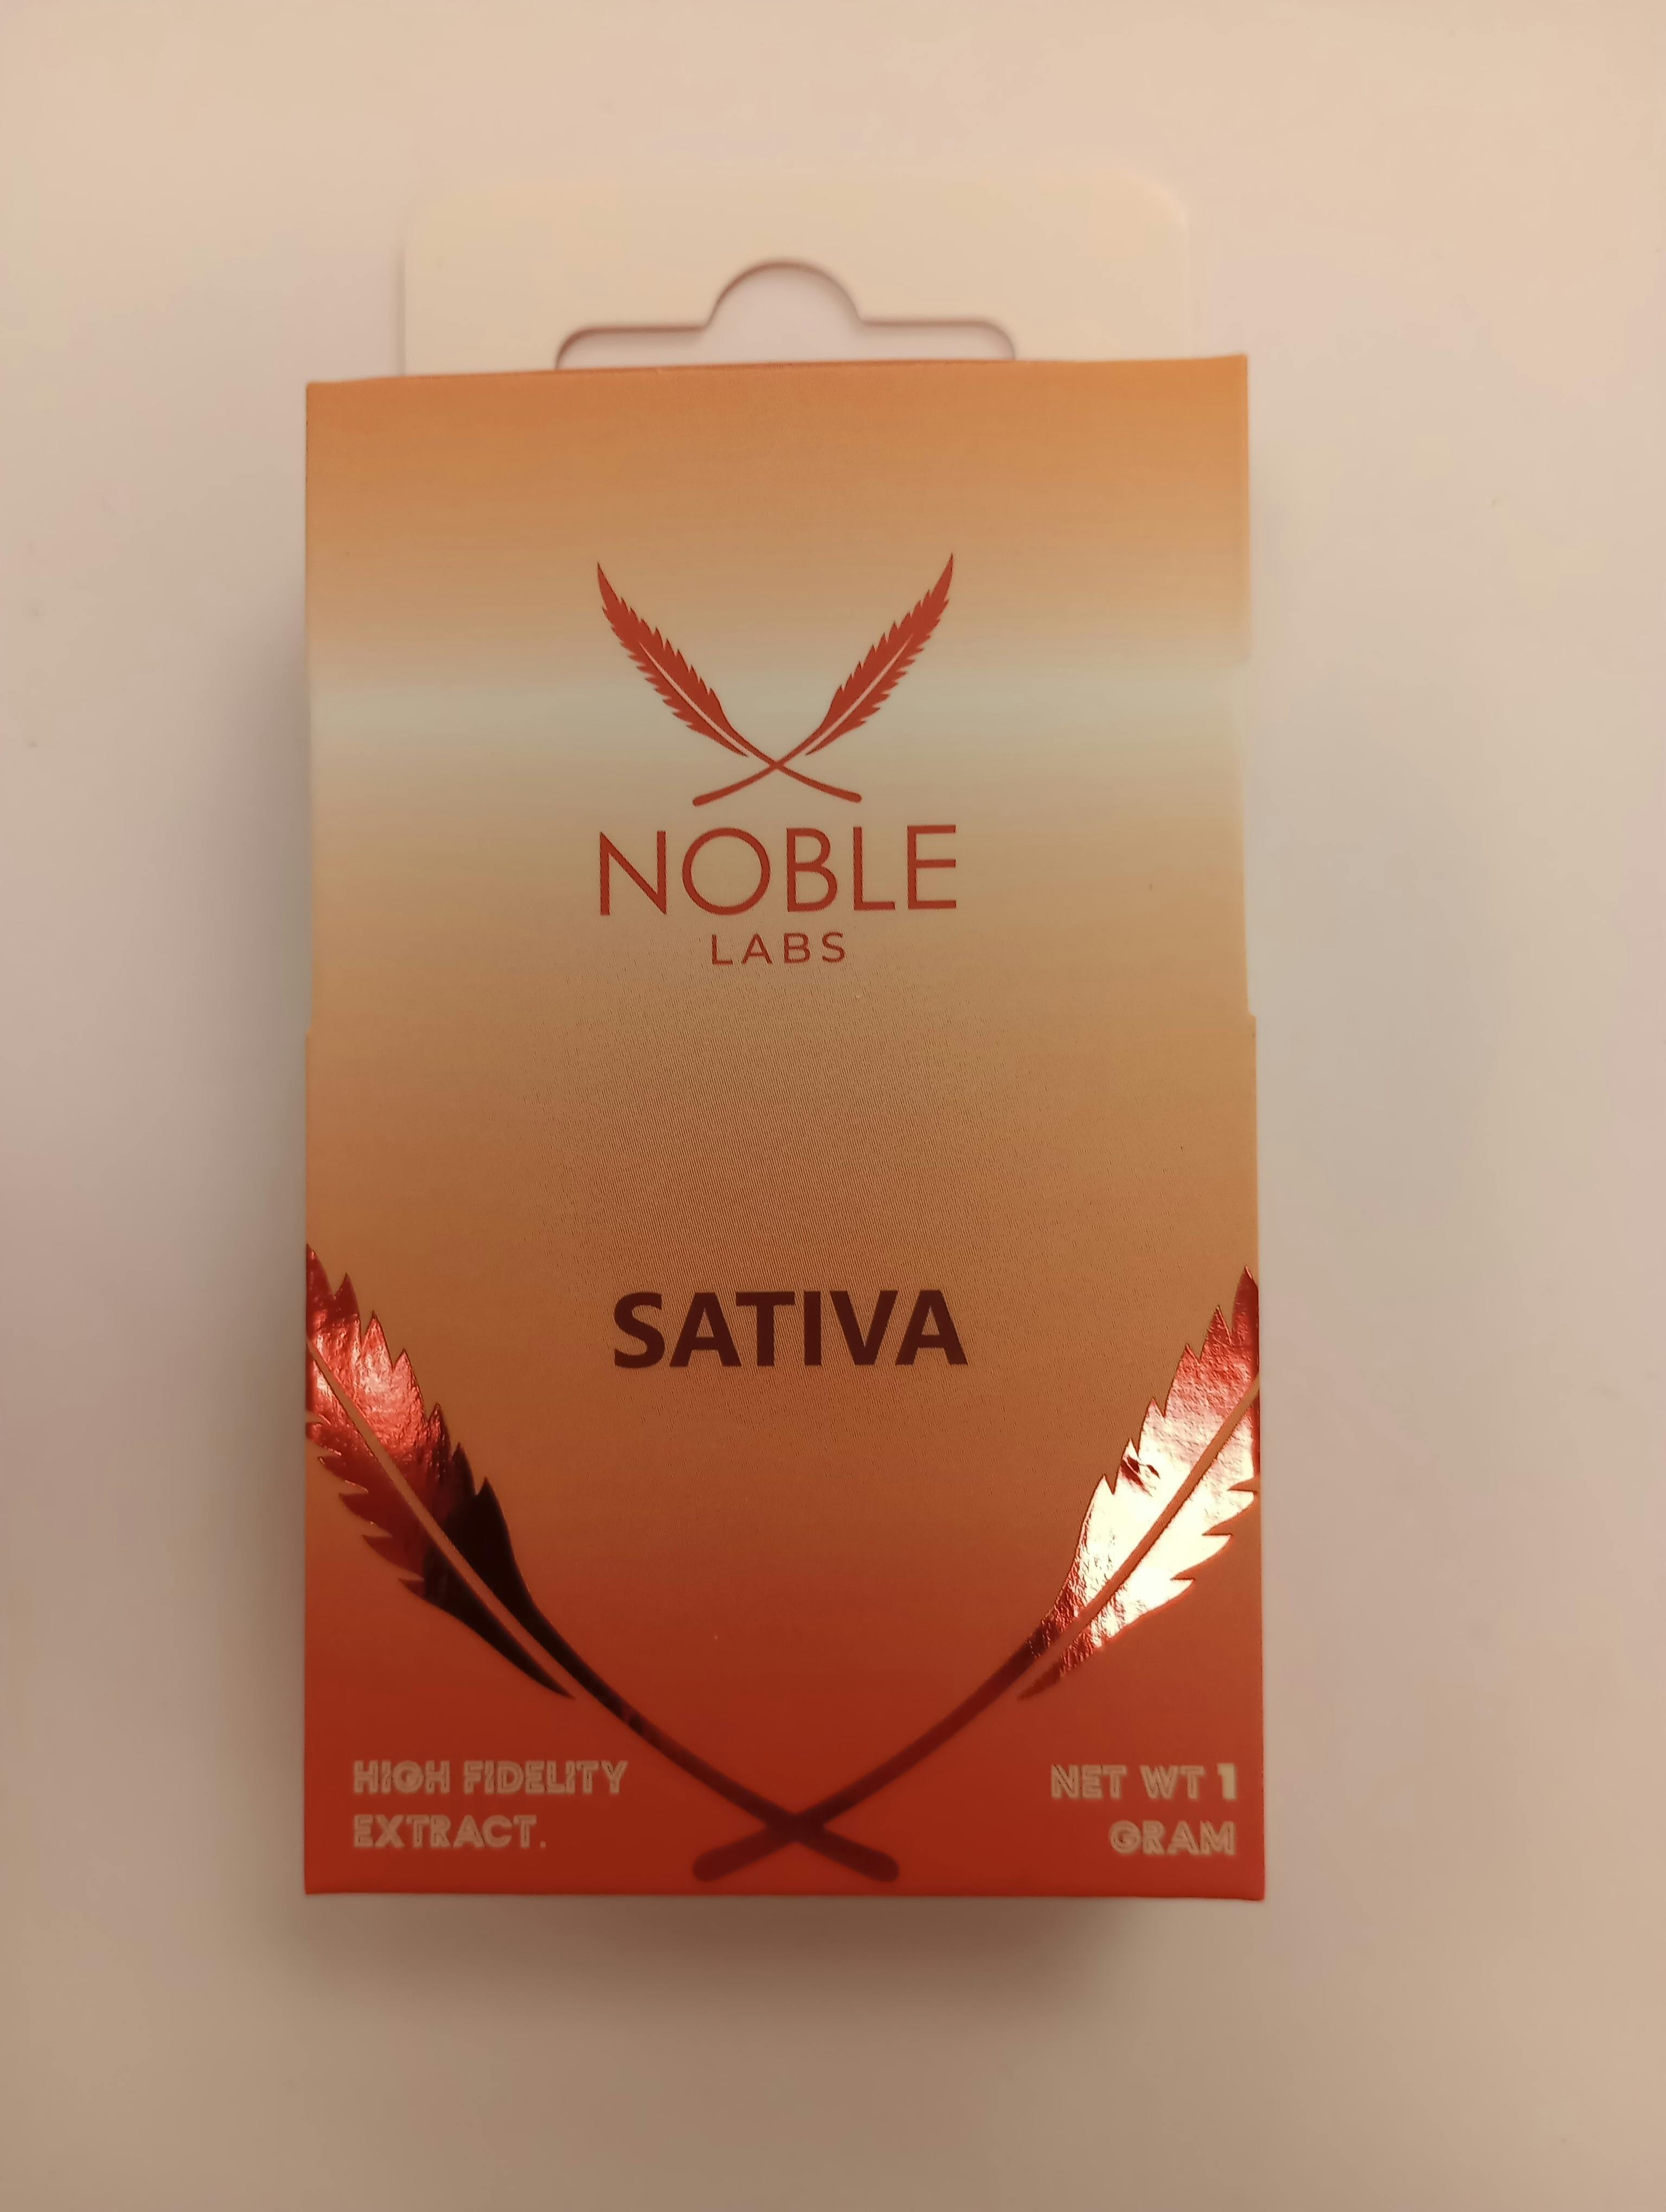 NOBLE
LABS
SATIVA
HIGH FIDELITY
EXTRACT.
NET WT 1
GRAM